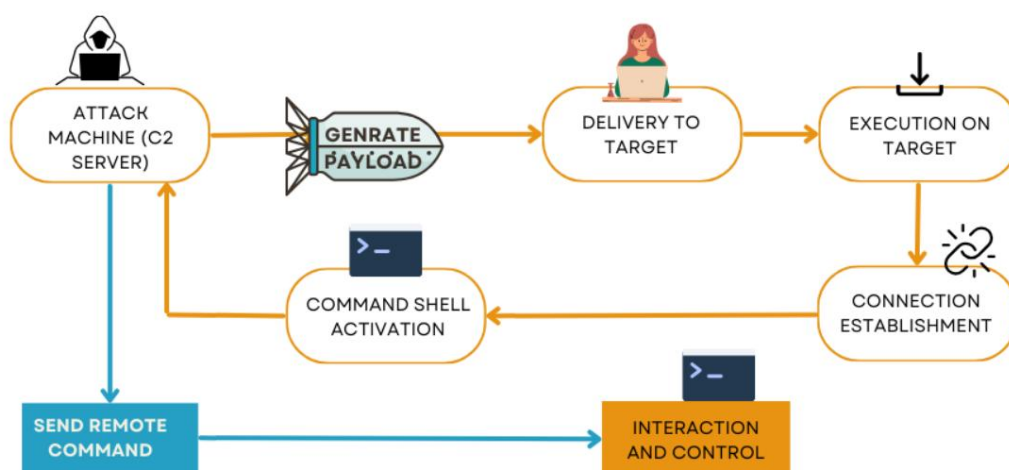 ATTACK
MACHINE (C2
SERVER)
GENRATE
PAYLOAD
DELIVERY TO
TARGET
EXECUTION ON
TARGET
>_
COMMAND SHELL
ACTIVATION
CONNECTION
ESTABLISHMENT
>_
SEND REMOTE
COMMAND
INTERACTION
AND CONTROL